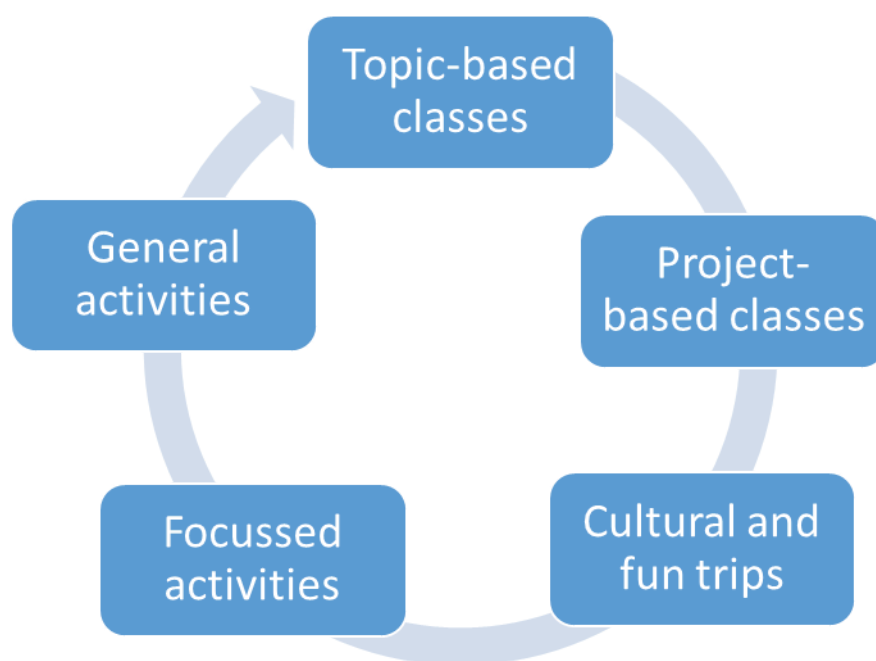 Topic-based
classes
Project-
based classes
Cultural and
fun trips
Focussed
activities
General
activities